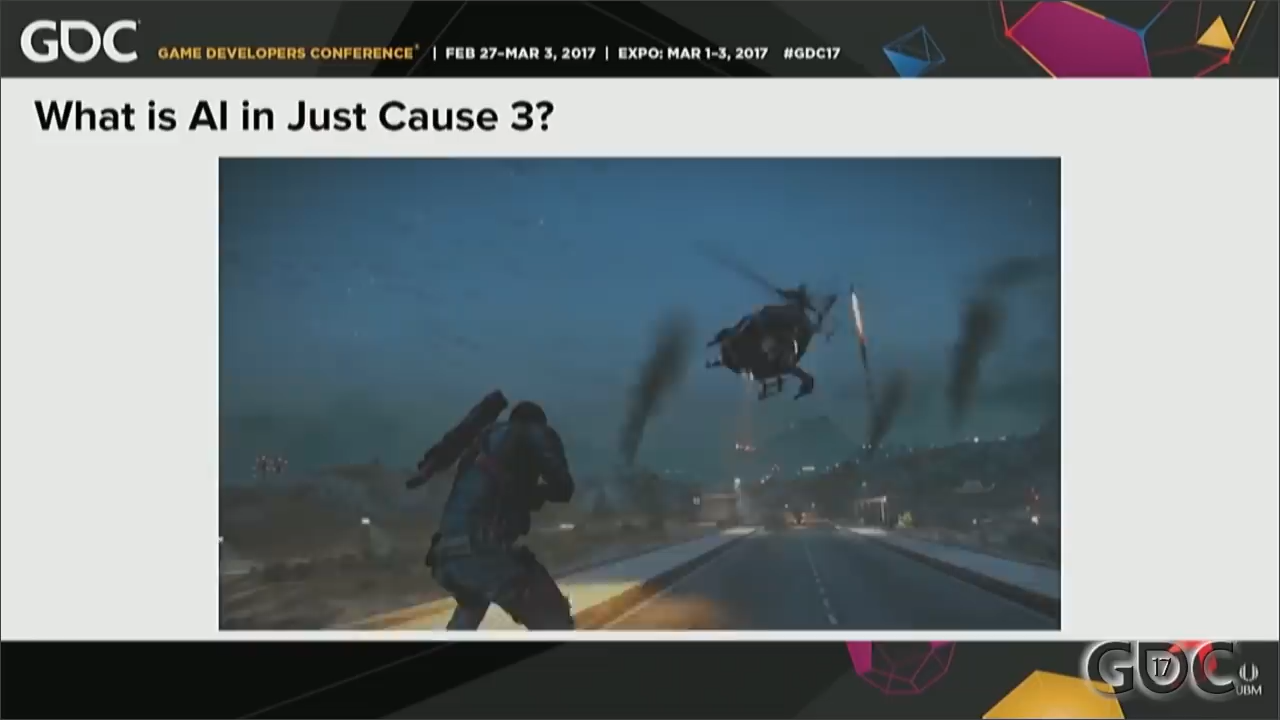 GDC
GAME DEVELOPERS CONFERENCE® | FEB 27–MAR 3, 2017 | EXPO: MAR 1–3, 2017 #GDC17
What is AI in Just Cause 3?
GDC 17
UBM